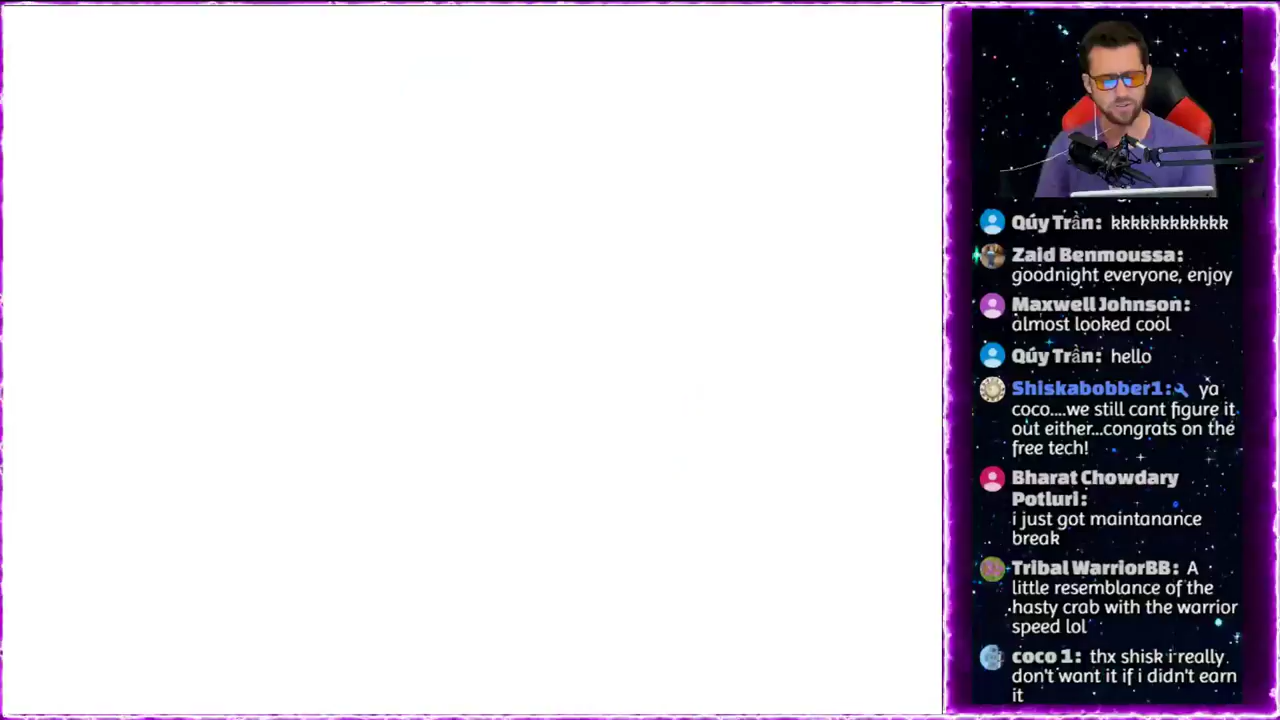 Qúy Trần: kkkkkkkkkkkk
Zaid Benmoussa:
goodnight everyone, enjoy
Maxwell Johnson:
almost looked cool
Qúy Trần: hello
Shiskabobber1: ya
coco....we still cant figure it
out either...congrats on the
free tech!
Bharat Chowdary
Potluri:
i just got maintanance
break
Tribal WarriorBB: A
little resemblance of the
hasty crab with the warrior
speed lol
coco 1: thx shisk i really
don't want it if i didn't earn
it